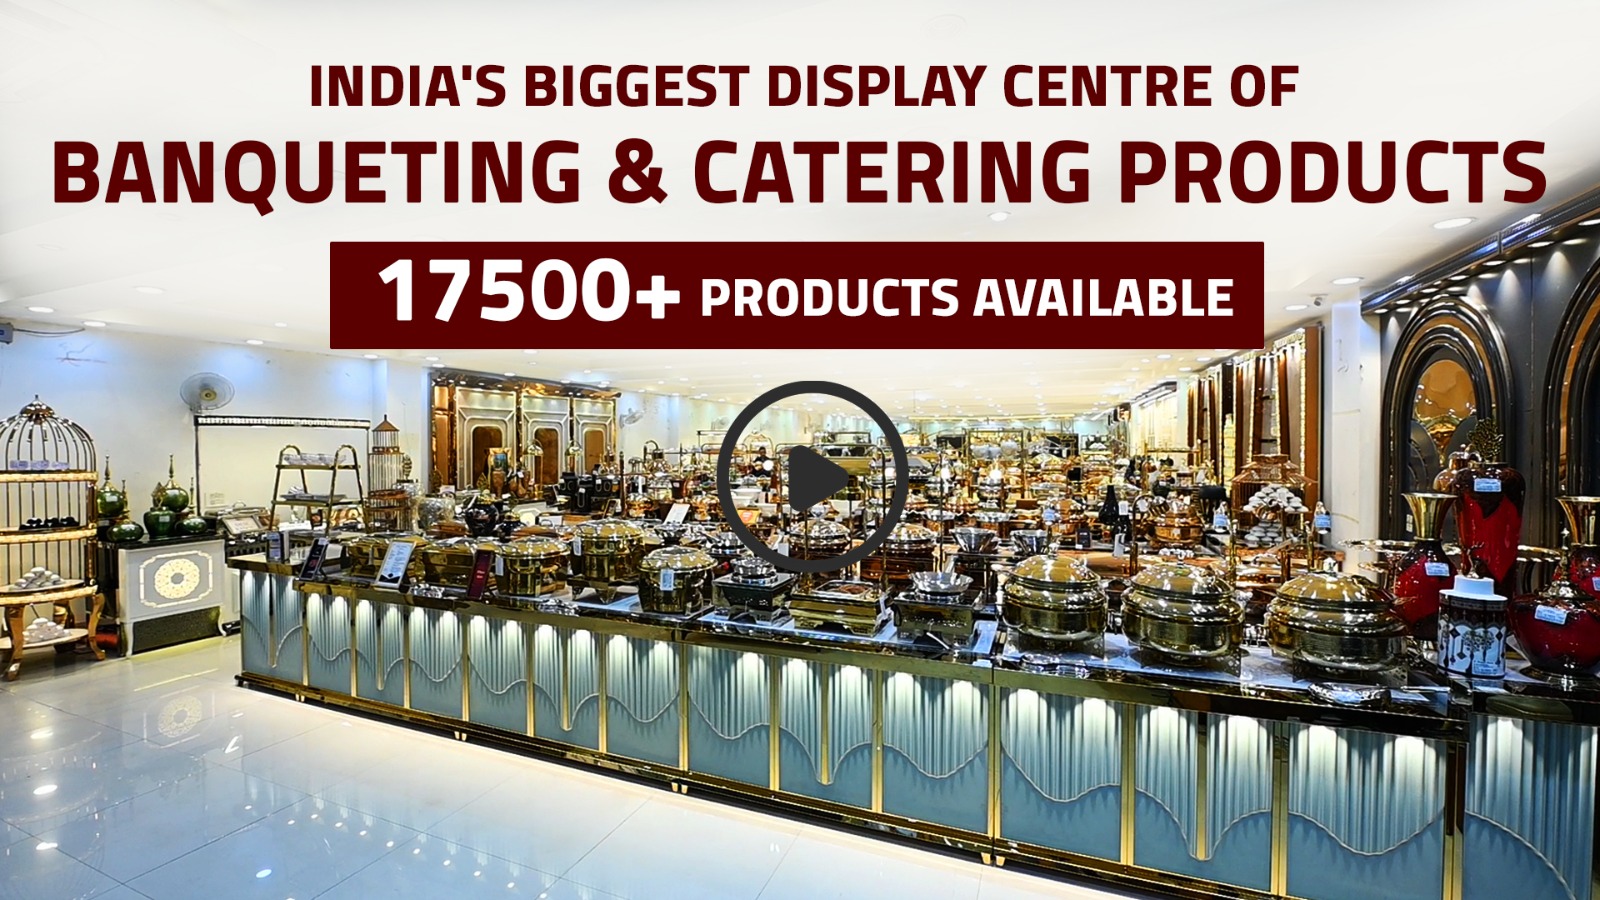 INDIA'S BIGGEST DISPLAY CENTRE OF
BANQUETING & CATERING PRODUCTS
17500+ PRODUCTS AVAILABLE